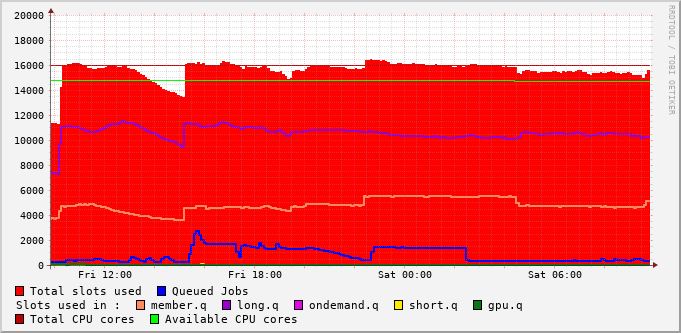 RRDTOOL / TOBI OETIKER
20000
18000
16000
14000
12000
10000
8000
6000
4000
2000
0
Fri 12:00 Fri 18:00 Sat 00:00 Sat 06:00
Total slots used Queued Jobs
Slots used in : member.q long.q ondemand.q short.q gpu.q
Total CPU cores Available CPU cores